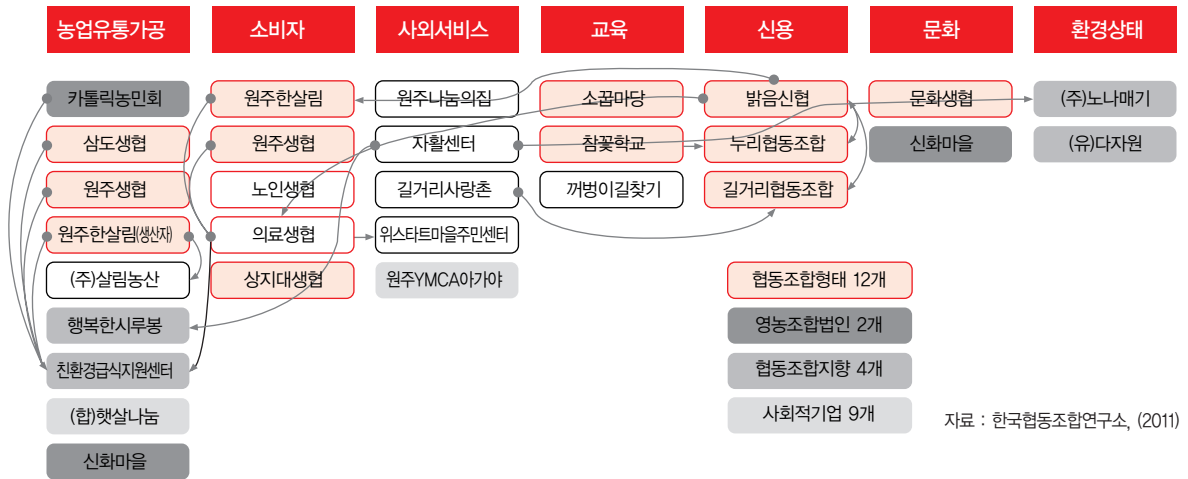 농업유통가공
소비자
사외서비스
교육
신용
문화
환경상태
카톨릭농민회
삼도생협
원주생협
원주한살림(생산자)
(주)살림농산
행복한시루봉
친환경급식지원센터
(합)햇살나눔
신화마을
원주한살림
원주생협
노인생협
의료생협
상지대생협
원주나눔의집
자활센터
길거리사랑촌
위스타트마을주민센터
원주YMCA아가야
소꿉마당
참꽃학교
꺼벙이길찾기
밝음신협
누리협동조합
길거리협동조합
문화생협
신화마을
(주)노나매기
(유)다자원
협동조합형태 12개
영농조합법인 2개
협동조합지향 4개
사회적기업 9개
자료 : 한국협동조합연구소, (2011)